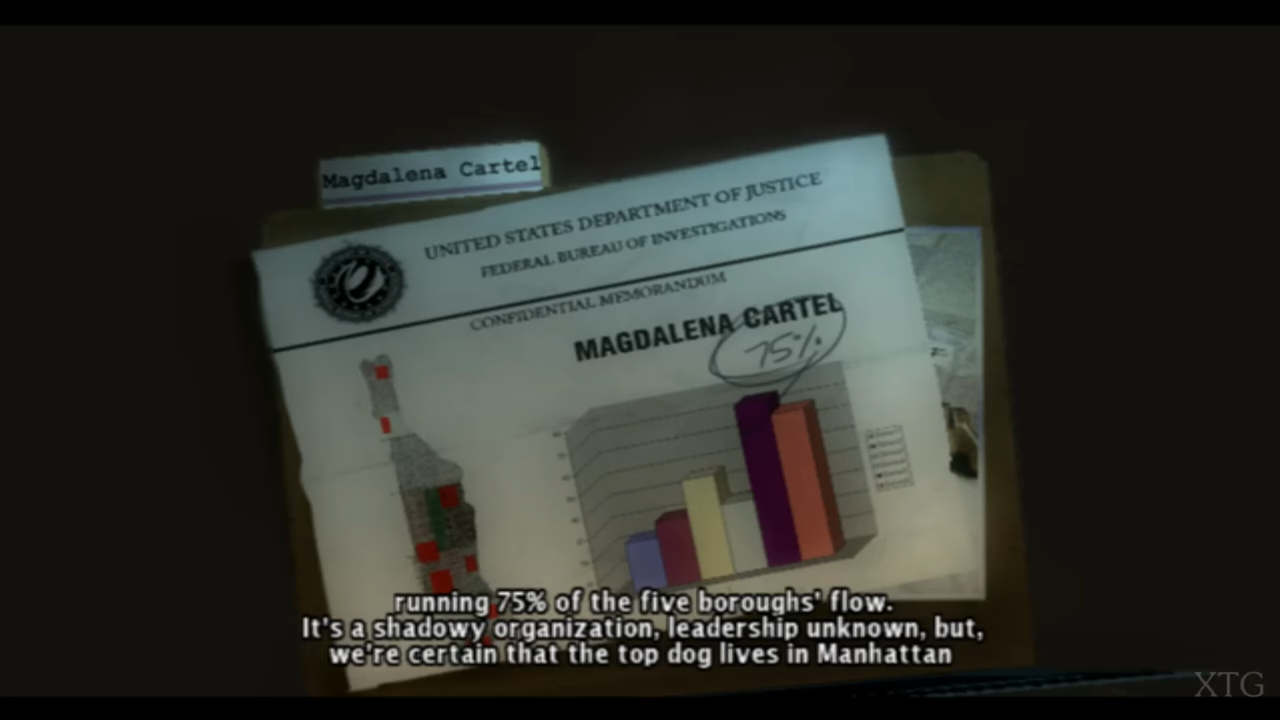 Magdalena Cartel
UNITED STATES DEPARTMENT OF JUSTICE
FEDERAL BUREAU OF INVESTIGATIONS
CONFIDENTIAL MEMORANDUM
MAGDALENA CARTEL
75%
running 75% of the five boroughs' flow.
It's a shadowy organization, leadership unknown, but,
we're certain that the top dog lives in Manhattan
XTG